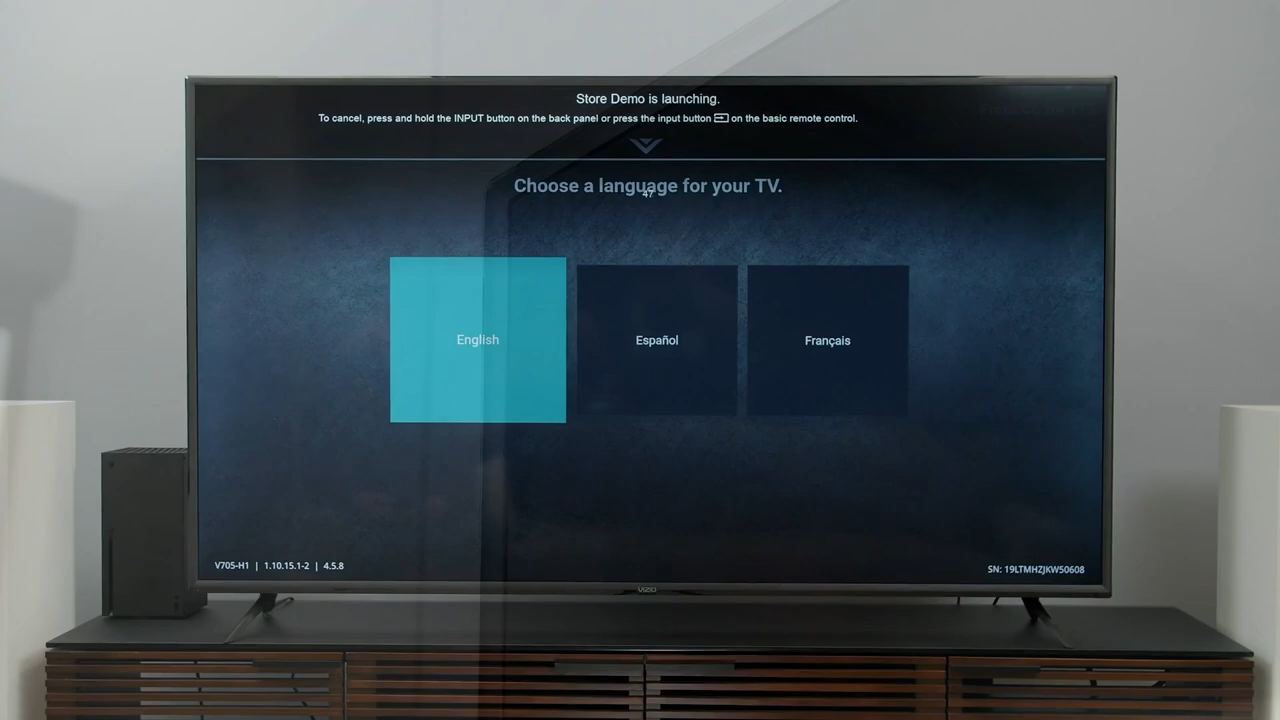 Store Demo is launching.
To cancel, press and hold the INPUT button on the back panel or press the input button on the basic remote control.
Choose a language for your TV.
47
English
Español
Français
V705-H1 | 1.10.15.1-2 | 4.5.8
SN: 19LTMHZJKW50608
VIZIO